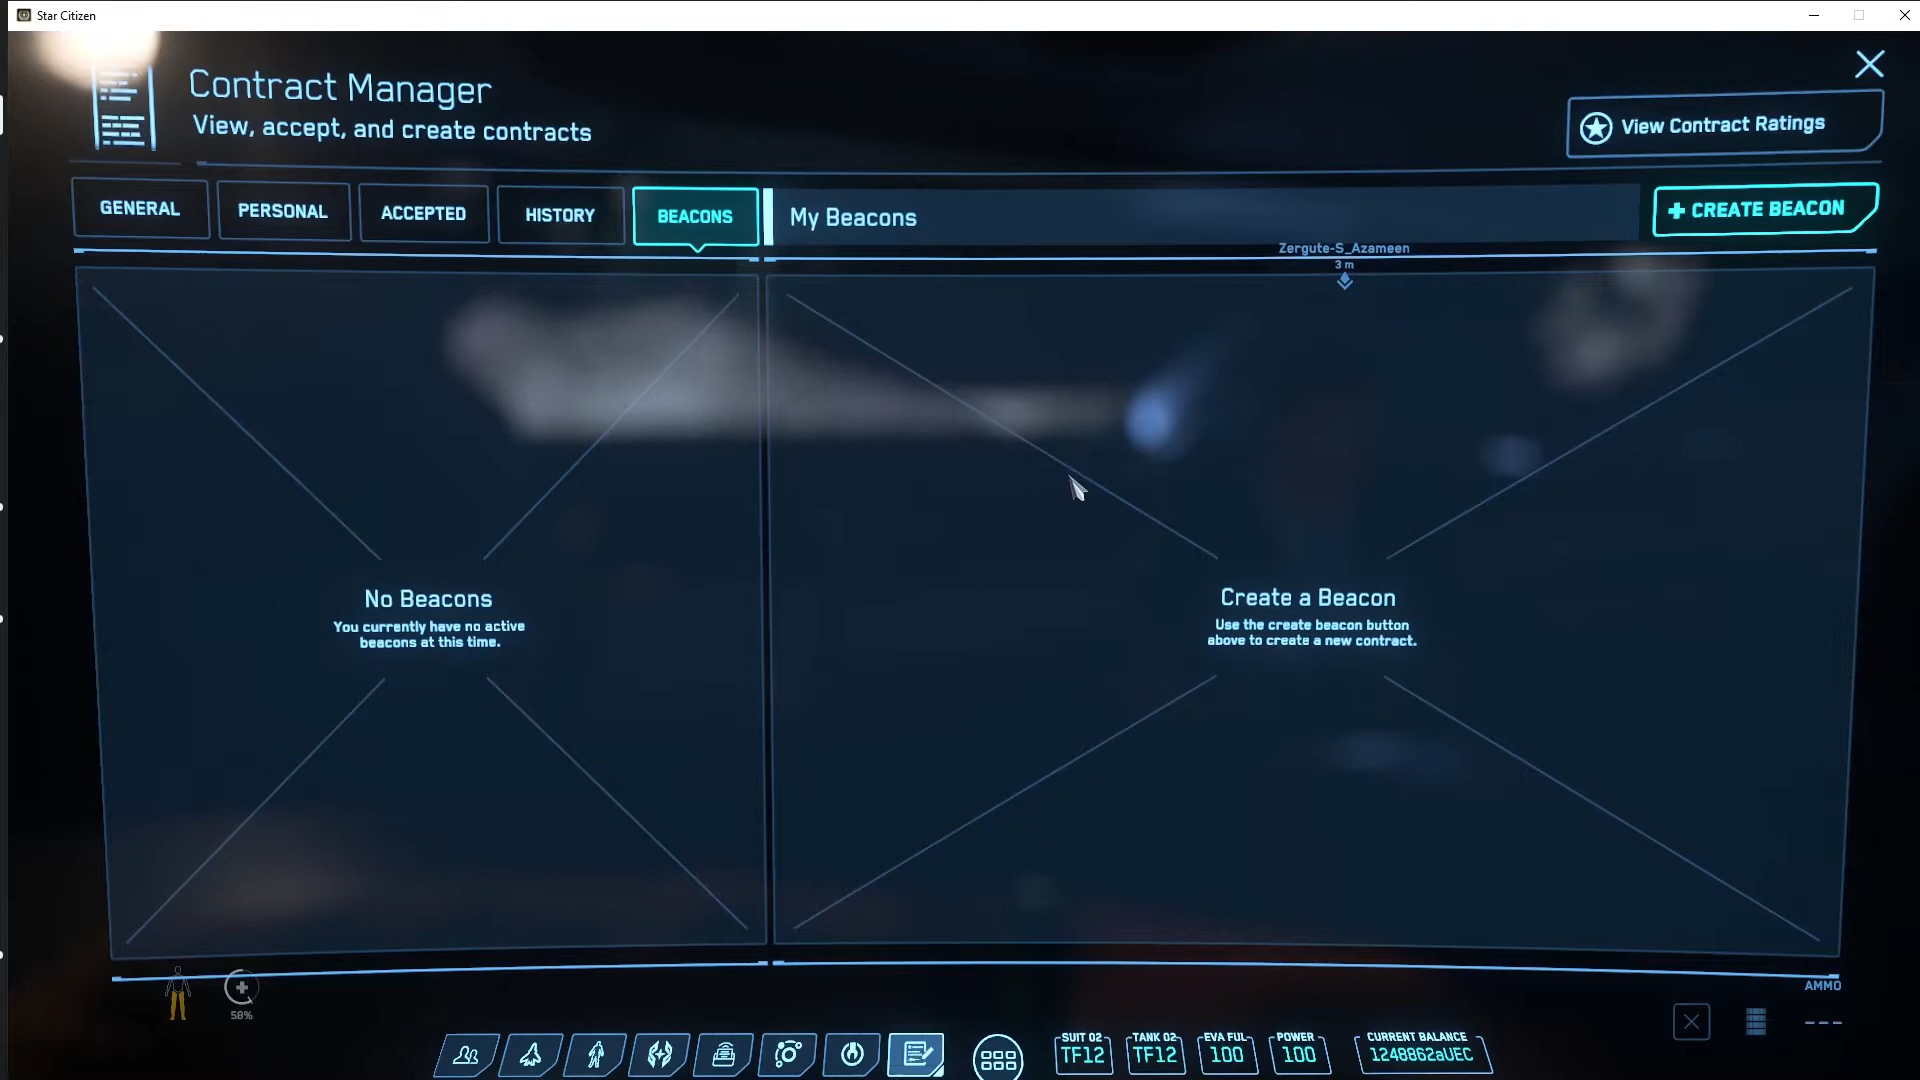 Star Citizen
Contract Manager
View, accept, and create contracts
View Contract Ratings
GENERAL
PERSONAL
ACCEPTED
HISTORY
BEACONS
My Beacons
+ CREATE BEACON
Zergute-S_Azameen
3 m
No Beacons
You currently have no active
beacons at this time.
Create a Beacon
Use the create beacon button
above to create a new contract.
58%
AMMO
---
SUIT 02
TF12
TANK 02
TF12
EVA FUL
100
POWER
100
CURRENT BALANCE
1248862aUEC